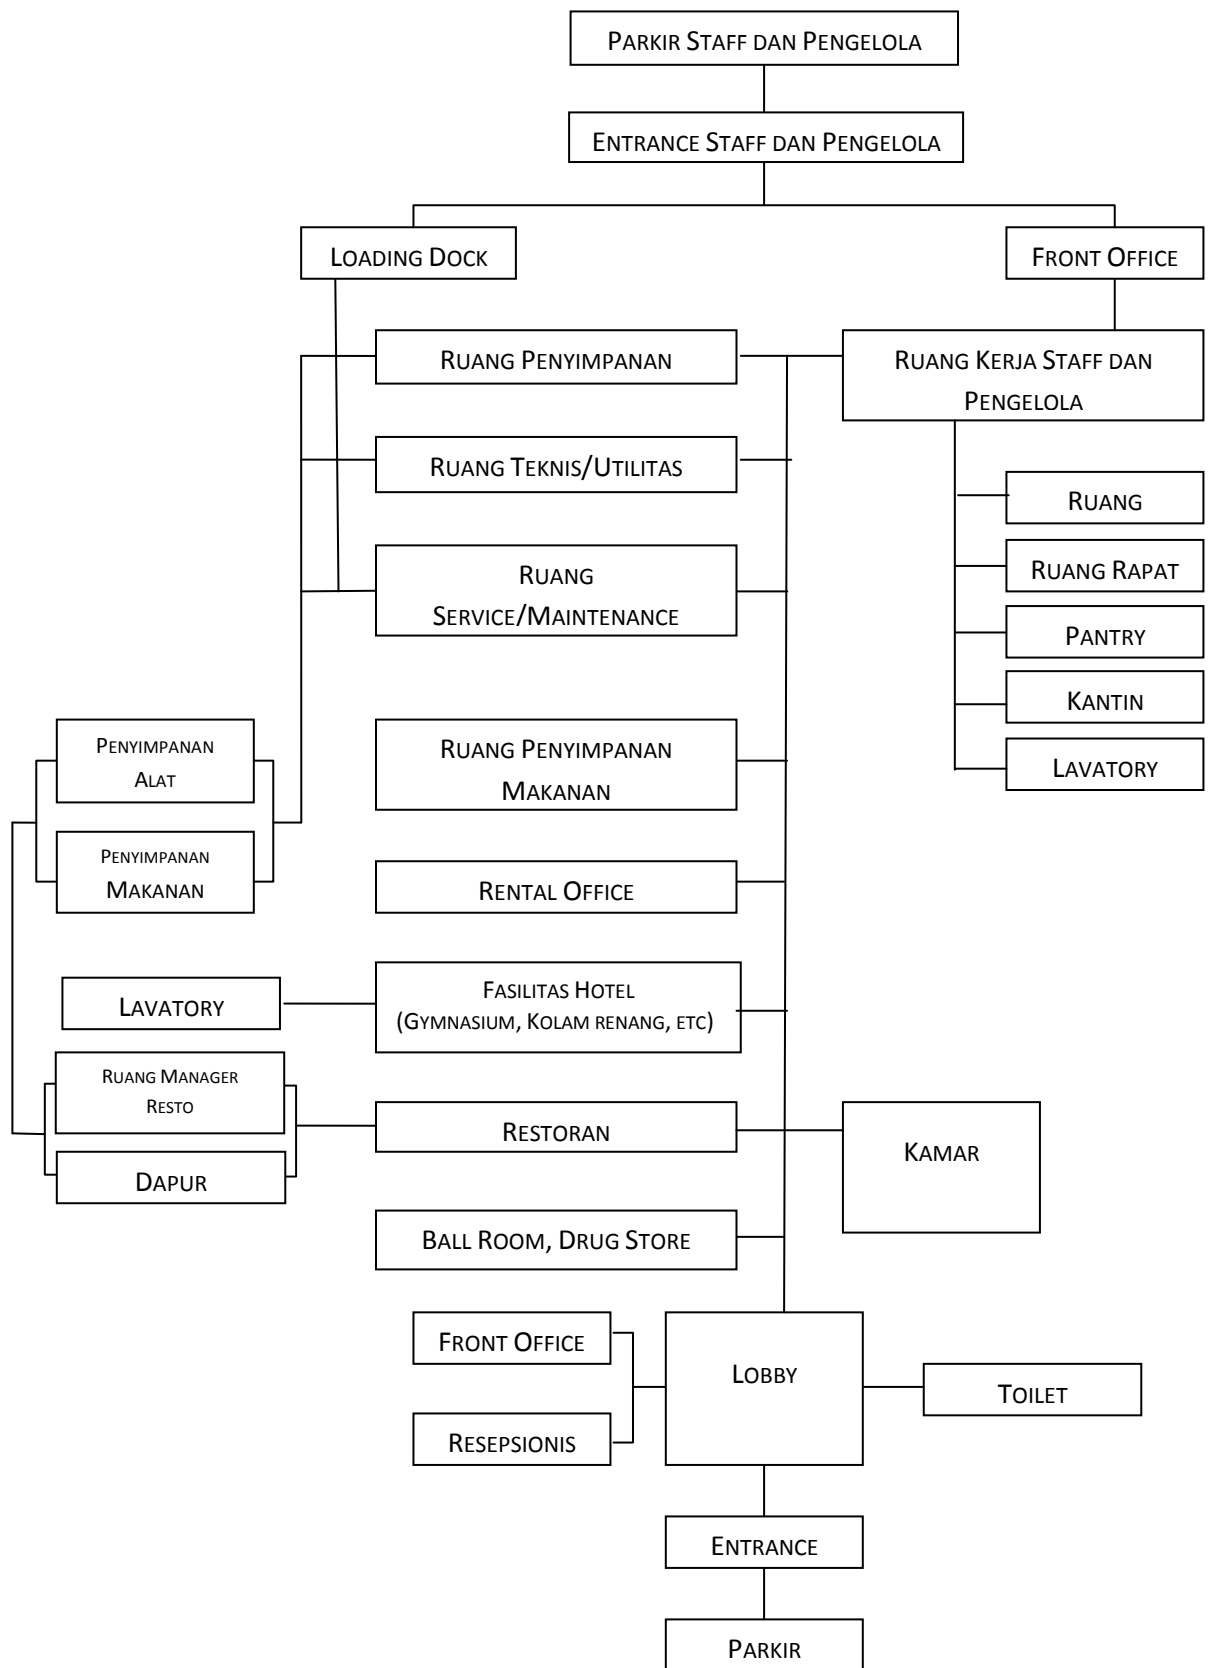 PARKIR STAFF DAN PENGELOLA
ENTRANCE STAFF DAN PENGELOLA
LOADING DOCK
FRONT OFFICE
RUANG PENYIMPANAN
RUANG KERJA STAFF DAN
PENGELOLA
RUANG TEKNIS/UTILITAS
RUANG
RUANG
SERVICE/MAINTENANCE
RUANG RAPAT
PANTRY
KANTIN
LAVATORY
PENYIMPANAN
ALAT
RUANG PENYIMPANAN
MAKANAN
PENYIMPANAN
MAKANAN
RENTAL OFFICE
LAVATORY
FASILITAS HOTEL
(GYMNASIUM, KOLAM RENANG, ETC)
RUANG MANAGER
RESTO
RESTORAN
KAMAR
DAPUR
BALL ROOM, DRUG STORE
FRONT OFFICE
LOBBY
TOILET
RESEPSIONIS
ENTRANCE
PARKIR